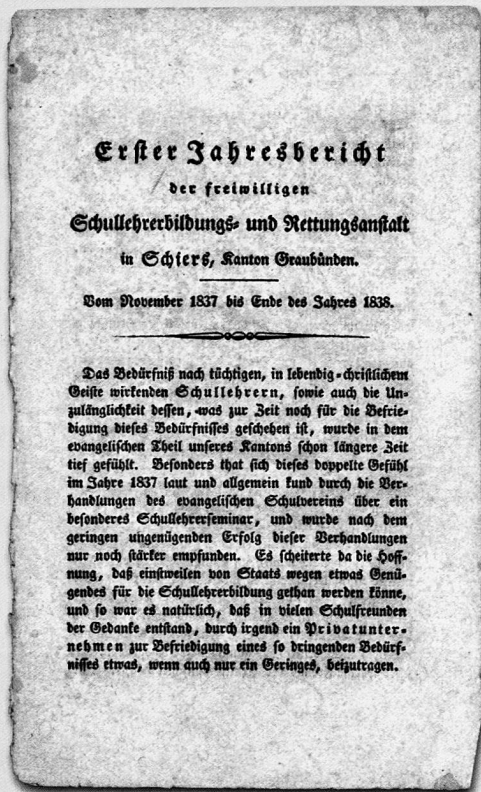 Erster Jahresbericht
der freiwilligen
Schullehrerbildungs- und Rettungsanstalt
in Schiers, Kanton Graubünden.
Vom November 1837 bis Ende des Jahres 1838.
Das Bedürfniß nach tüchtigen, in lebendig-christlichem
Geiste wirkenden Schullehrern, sowie auch die Un-
zulänglichkeit dessen, was zur Zeit noch für die Befrie-
digung dieses Bedürfnisses geschehen ist, wurde in dem
evangelischen Theil unseres Kantons schon längere Zeit
tief gefühlt. Besonders that sich dieses doppelte Gefühl
im Jahre 1837 laut und allgemein kund durch die Ver-
handlungen des evangelischen Schulvereins über ein
besonderes Schullehrerseminar, und wurde nach dem
geringen ungenügenden Erfolg dieser Verhandlungen
nur noch stärker empfunden. Es scheiterte da die Hoff-
nung, daß einstweilen von Staats wegen etwas Genü-
gendes für die Schullehrerbildung gethan werden könne,
und so war es natürlich, daß in vielen Schulfreunden
der Gedanke entstand, durch irgend ein Privatunter-
nehmen zur Befriedigung eines so dringenden Bedürf-
nisses etwas, wenn auch nur ein Geringes, beizutragen.